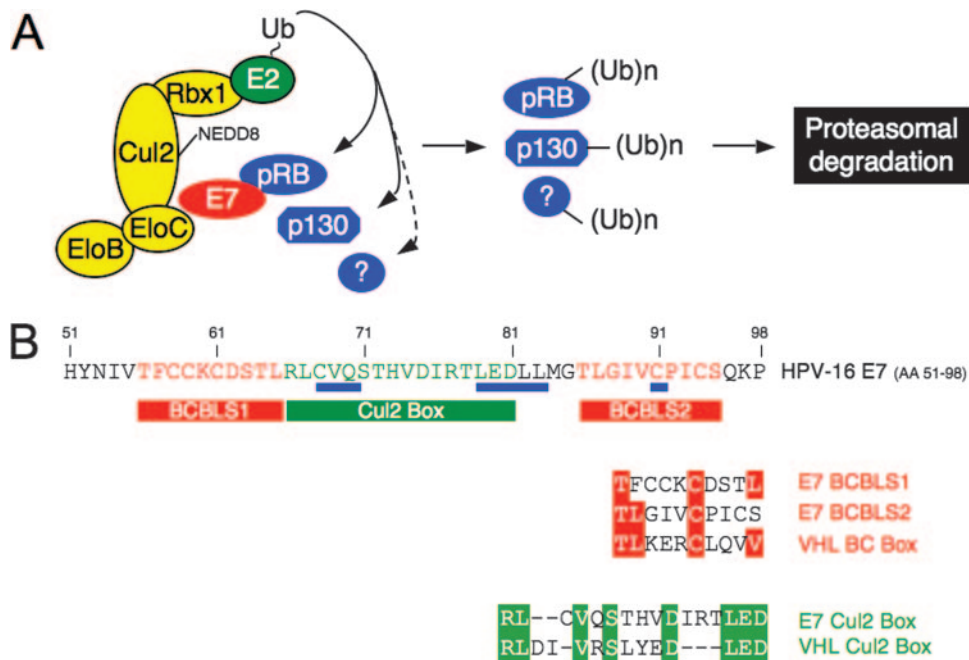 A
Ub
E2
Rbx1
NEDD8
Cul2
pRB
E7
p130
EloC
EloB
?
pRB
(Ub)n
p130
(Ub)n
?
(Ub)n
Proteasomal
degradation
B
51 61 71 81 91 98
HYNIVTFCCKCDSTLRLCVQSTHVDIRTLEDLLMGTLGIVCPICSQKP HPV-16 E7 (AA 51-98)
BCBLS1 Cul2 Box BCBLS2
TFCCKCDSTL E7 BCBLS1
TLGIVCPICS E7 BCBLS2
TLKERCLQVV VHL BC Box
RL--CVQSTHVDIRTLED E7 Cul2 Box
RLDI-VRSLYED---LED VHL Cul2 Box